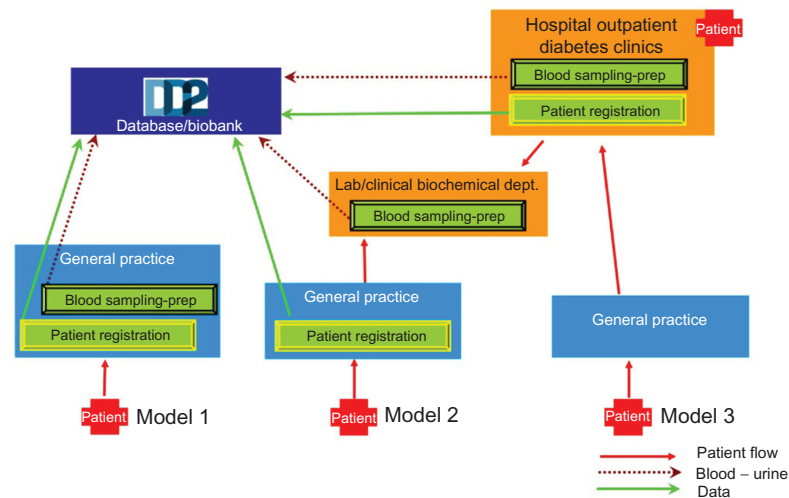 Hospital outpatient
diabetes clinics
Patient
Blood sampling-prep
Patient registration
DD2
Database/biobank
Lab/clinical biochemical dept.
Blood sampling-prep
General practice
Blood sampling-prep
Patient registration
General practice
Patient registration
General practice
Patient
Model 1
Patient
Model 2
Patient
Model 3
Patient flow
Blood – urine
Data